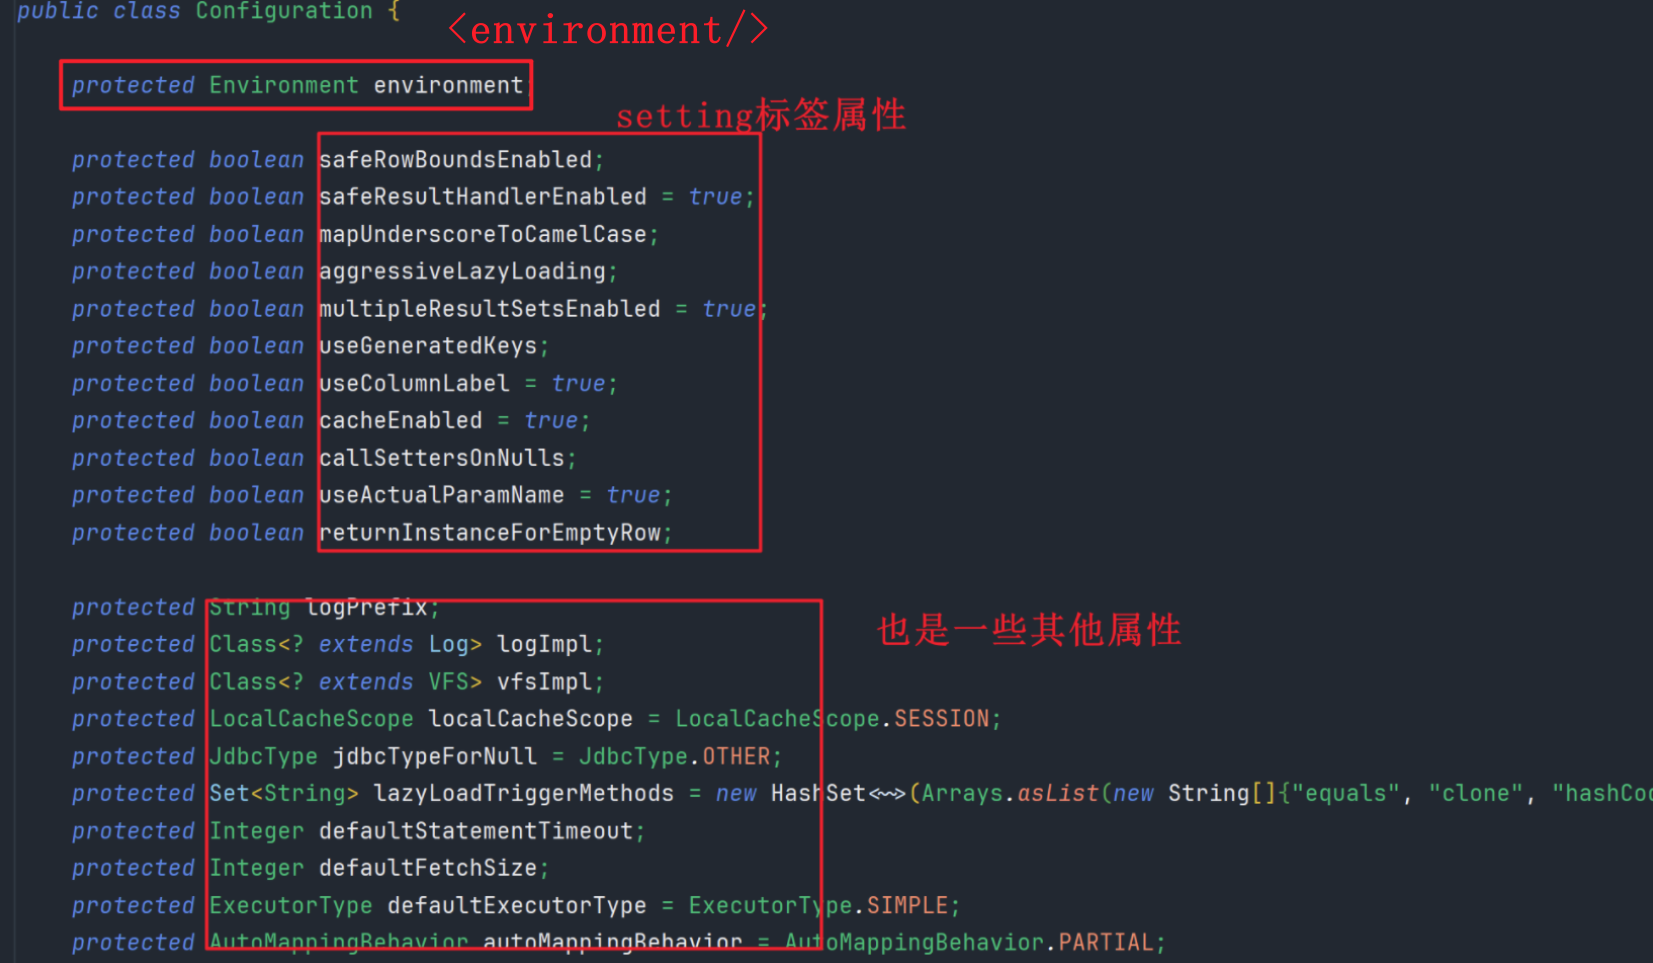 public class Configuration {
<environment/>
protected Environment environment;
setting标签属性
protected boolean safeRowBoundsEnabled;
protected boolean safeResultHandlerEnabled = true;
protected boolean mapUnderscoreToCamelCase;
protected boolean aggressiveLazyLoading;
protected boolean multipleResultSetsEnabled = true;
protected boolean useGeneratedKeys;
protected boolean useColumnLabel = true;
protected boolean cacheEnabled = true;
protected boolean callSettersOnNulls;
protected boolean useActualParamName = true;
protected boolean returnInstanceForEmptyRow;
protected String logPrefix;
也是一些其他属性
protected Class<? extends Log> logImpl;
protected Class<? extends VFS> vfsImpl;
protected LocalCacheScope localCacheScope = LocalCacheScope.SESSION;
protected JdbcType jdbcTypeForNull = JdbcType.OTHER;
protected Set<String> lazyLoadTriggerMethods = new HashSet<~>(Arrays.asList(new String[]{"equals", "clone", "hashCo
protected Integer defaultStatementTimeout;
protected Integer defaultFetchSize;
protected ExecutorType defaultExecutorType = ExecutorType.SIMPLE;
protected AutoMappingBehavior autoMappingBehavior = AutoMappingBehavior.PARTIAL;